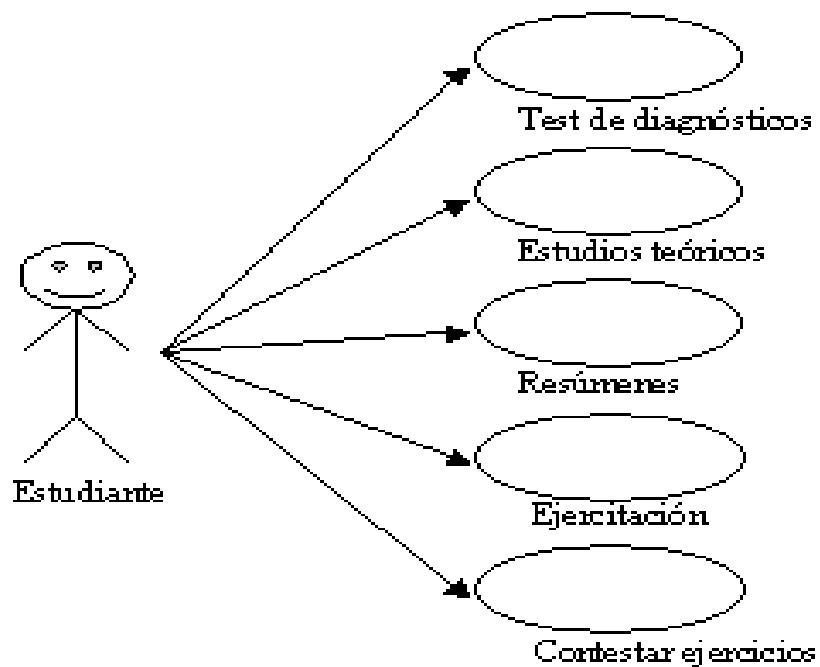 Test de diagnósticos
Estudios teóricos
Resúmenes
Ejercitación
Estudiante
Contestar ejercicios